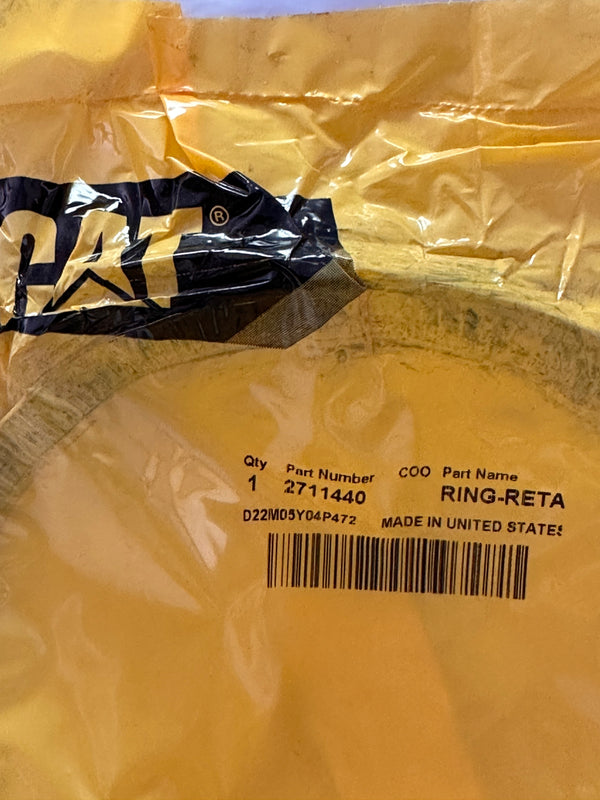 CAT®
Qty Part Number COO Part Name
1 2711440 RING-RETA
D22M05Y04P472 MADE IN UNITED STATES